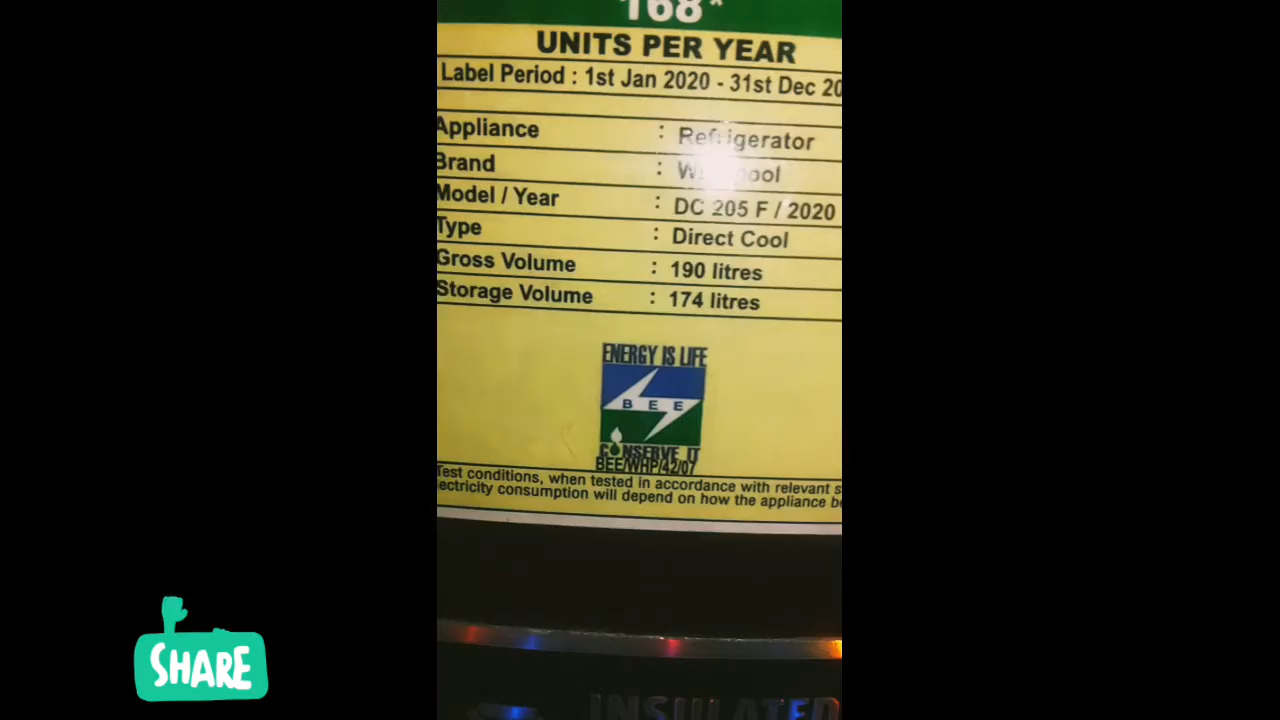 168*
UNITS PER YEAR
Label Period : 1st Jan 2020 - 31st Dec 20
Appliance : Refrigerator
Brand :
Model / Year : DC 205 F / 2020
Type : Direct Cool
Gross Volume : 190 litres
Storage Volume : 174 litres
ENERGY IS LIFE
BEE
CONSERVE IT
BEE/WHP/42/07
Test conditions, when tested in accordance with relevant s
ectricity consumption will depend on how the appliance be
SHARE
INSULATED